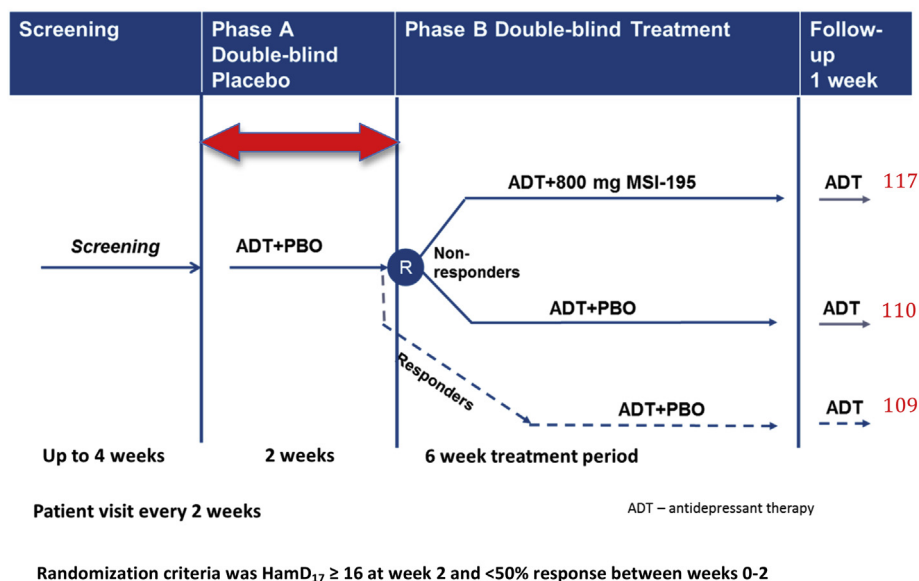 Screening
Phase A
Double-blind
Placebo
Phase B Double-blind Treatment
Follow-
up
1 week
ADT+800 mg MSI-195
ADT 117
Screening
ADT+PBO
R
Non-
responders
ADT+PBO
ADT 110
Responders
ADT+PBO
ADT 109
Up to 4 weeks
2 weeks
6 week treatment period
Patient visit every 2 weeks
ADT – antidepressant therapy
Randomization criteria was HamD₁₇ ≥ 16 at week 2 and <50% response between weeks 0-2